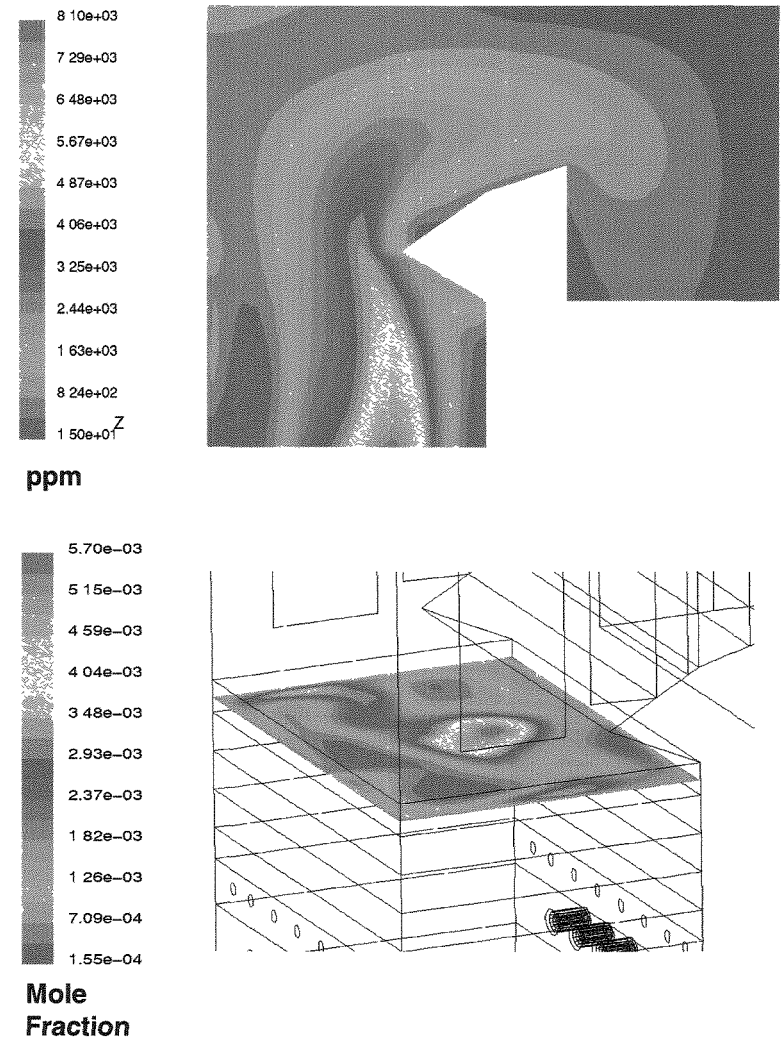 8 10e+03
7 29e+03
6 48e+03
5.67e+03
4 87e+03
4 06e+03
3 25e+03
2.44e+03
1 63e+03
8 24e+02
1 50e+01
Z
ppm
5.70e-03
5 15e-03
4 59e-03
4 04e-03
3 48e-03
2.93e-03
2.37e-03
1 82e-03
1 26e-03
7.09e-04
1.55e-04
Mole
Fraction